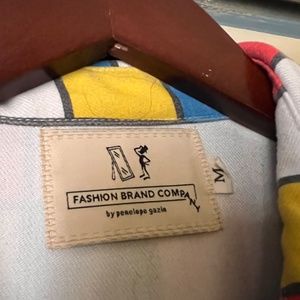 FASHION BRAND COMPANY
by penelope gazin
M